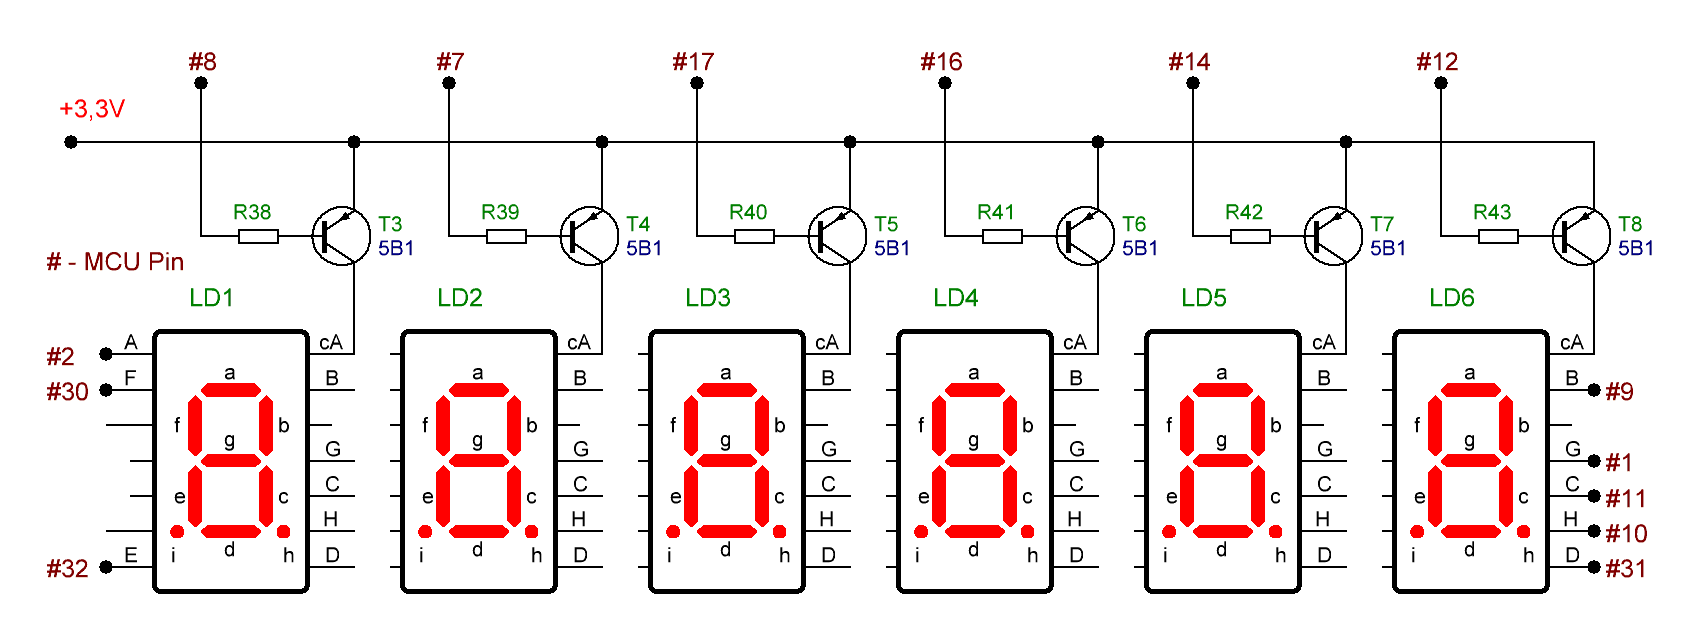 #8 #7 #17 #16 #14 #12
+3,3V
R38 T3 R39 T4 R40 T5 R41 T6 R42 T7 R43 T8
5B1 5B1 5B1 5B1 5B1 5B1
# - MCU Pin
LD1 LD2 LD3 LD4 LD5 LD6
#2 A cA cA cA cA cA cA
#30 F a B a B a B a B a B a B #9
f b f b f b f b f b f b
g G g G g G g G g G g G #1
e c C e c C e c C e c C e c C e c C #11
H H H H H H #10
#32 E i d h D i d h D i d h D i d h D i d h D i d h D #31